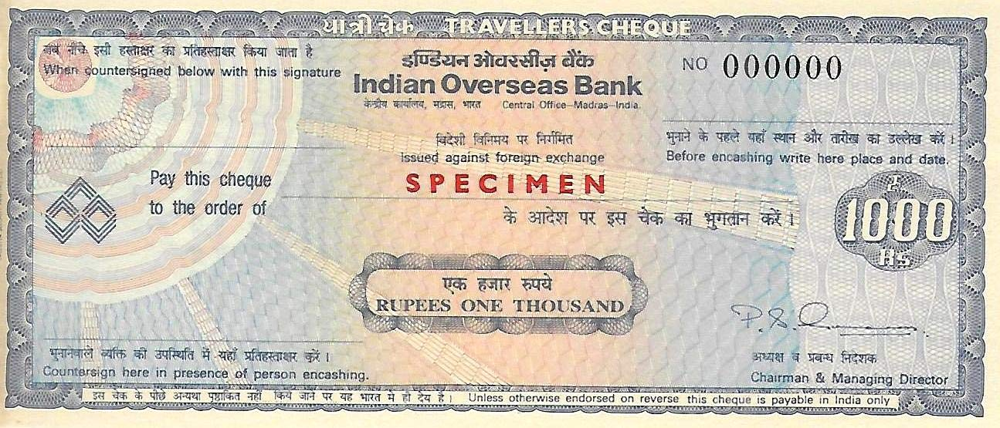 यात्री चेक TRAVELLERS CHEQUE
जब नीचे इसी हस्ताक्षर का प्रतिहस्ताक्षर किया जाता है
When countersigned below with this signature
इण्डियन ओवरसीज़ बैंक
Indian Overseas Bank
केन्द्रीय कार्यालय, मद्रास, भारत Central Office–Madras–India.
NO 000000
विदेशी विनिमय पर निर्गमित
Issued against foreign exchange
भुनाने के पहले यहाँ स्थान और तारीख का उल्लेख करें।
Before encashing write here place and date.
SPECIMEN
Pay this cheque
to the order of
के आदेश पर इस चेक का भुगतान करें।
रु
1000
RS
एक हजार रुपये
RUPEES ONE THOUSAND
भुनानेवाले व्यक्ति की उपस्थिति में यहाँ प्रतिहस्ताक्षर करें।
Countersign here in presence of person encashing.
अध्यक्ष व प्रबन्ध निदेशक
Chairman & Managing Director
इस चेक के पीछे अन्यथा पृष्ठांकित नहीं किये जाने पर यह भारत में ही देय है। Unless otherwise endorsed on reverse this cheque is payable in India only